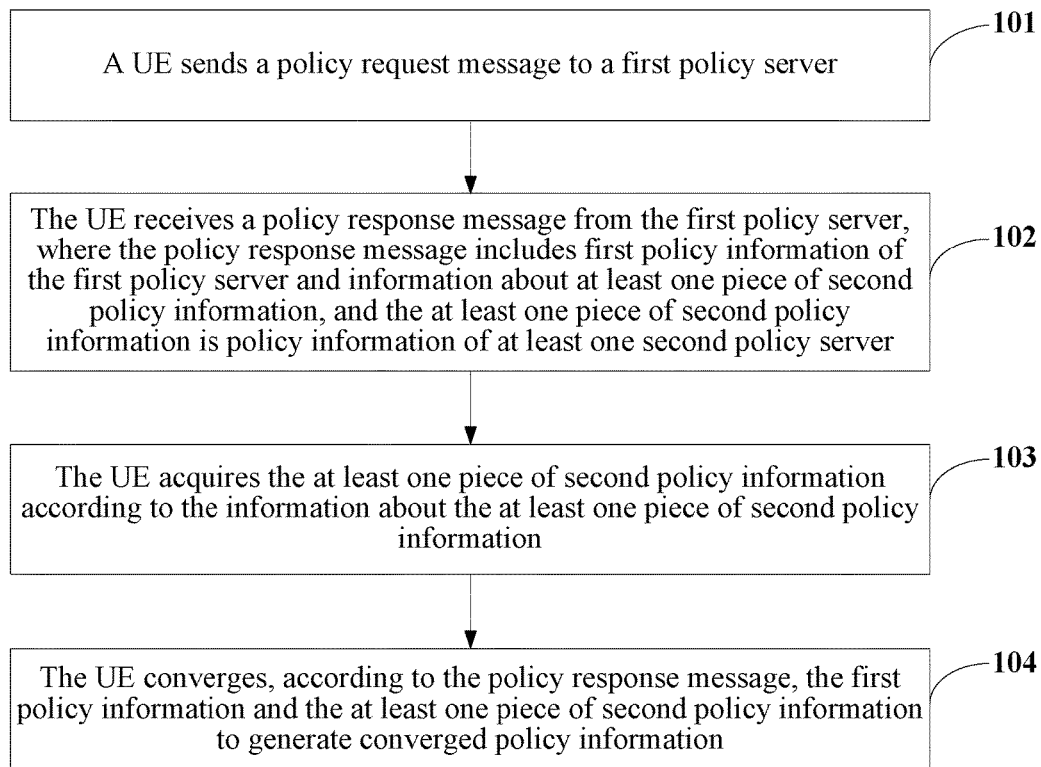 A UE sends a policy request message to a first policy server
101
The UE receives a policy response message from the first policy server,
where the policy response message includes first policy information of
the first policy server and information about at least one piece of second
policy information, and the at least one piece of second policy
information is policy information of at least one second policy server
102
The UE acquires the at least one piece of second policy information
according to the information about the at least one piece of second policy
information
103
The UE converges, according to the policy response message, the first
policy information and the at least one piece of second policy information
to generate converged policy information
104